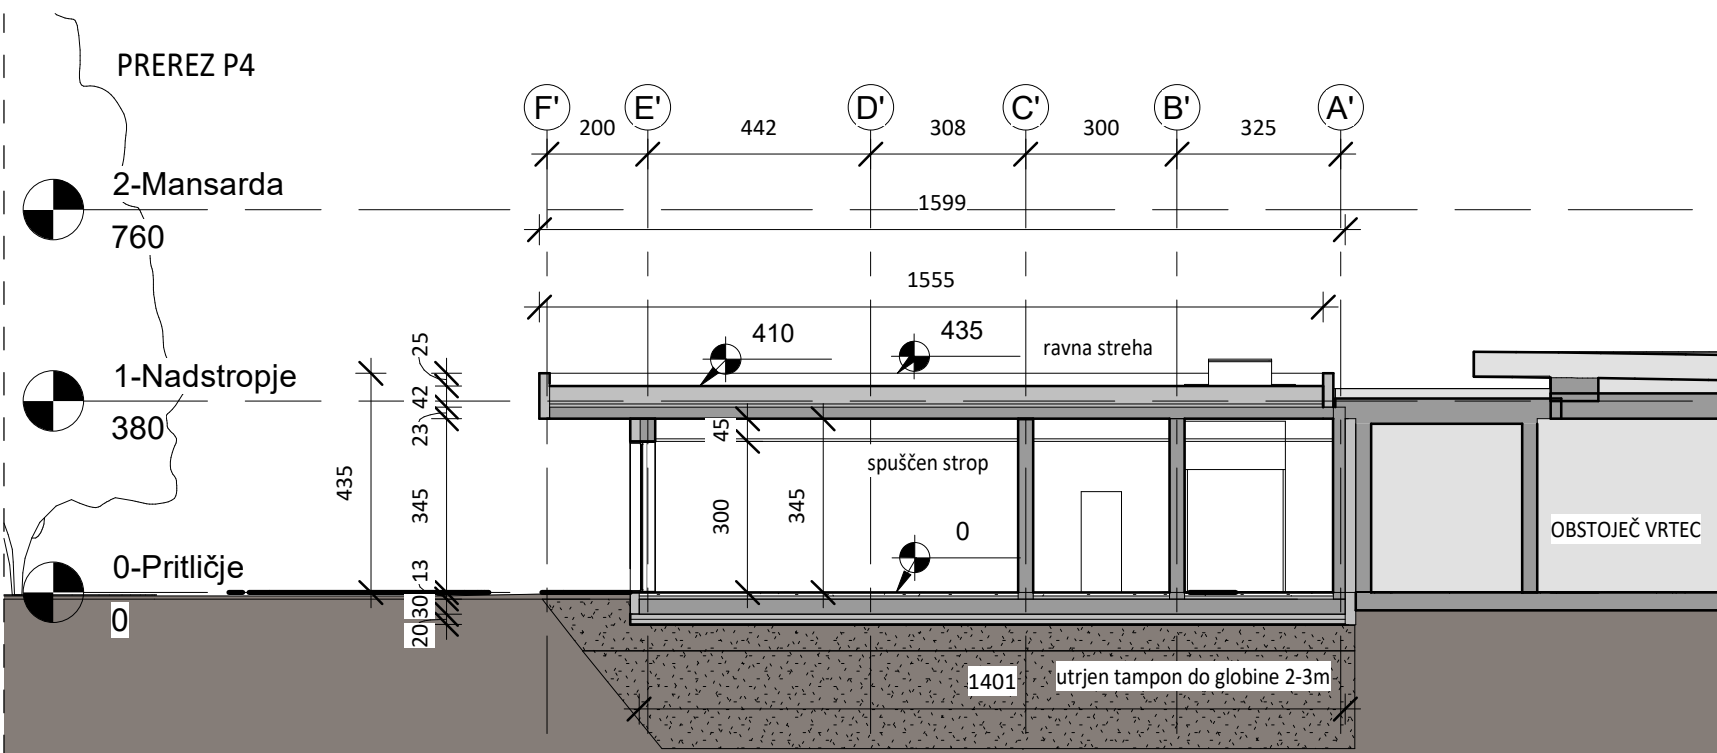 PREREZ P4
F' E' D' C' B' A'
200 442 308 300 325
2-Mansarda
760
1599
1555
410 435
ravna streha
25
1-Nadstropje
380
42
23
45
spuščen strop
435
345
300
345
0
OBSTOJEČ VRTEC
0-Pritličje
0
13
30
20
1401
utrjen tampon do globine 2-3m